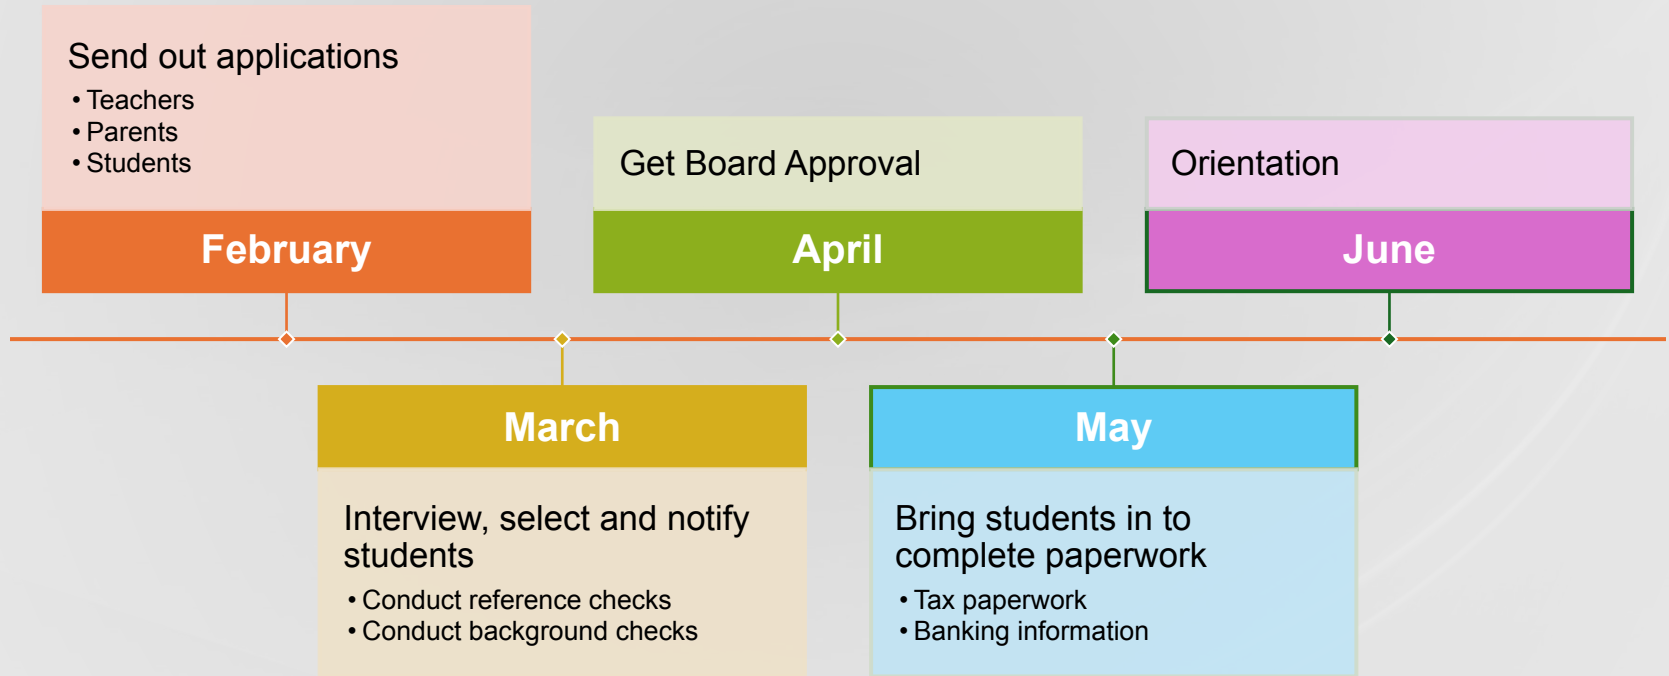 Send out applications
• Teachers
• Parents
• Students
February
Interview, select and notify
students
• Conduct reference checks
• Conduct background checks
March
Get Board Approval
April
May
Bring students in to
complete paperwork
• Tax paperwork
• Banking information
Orientation
June